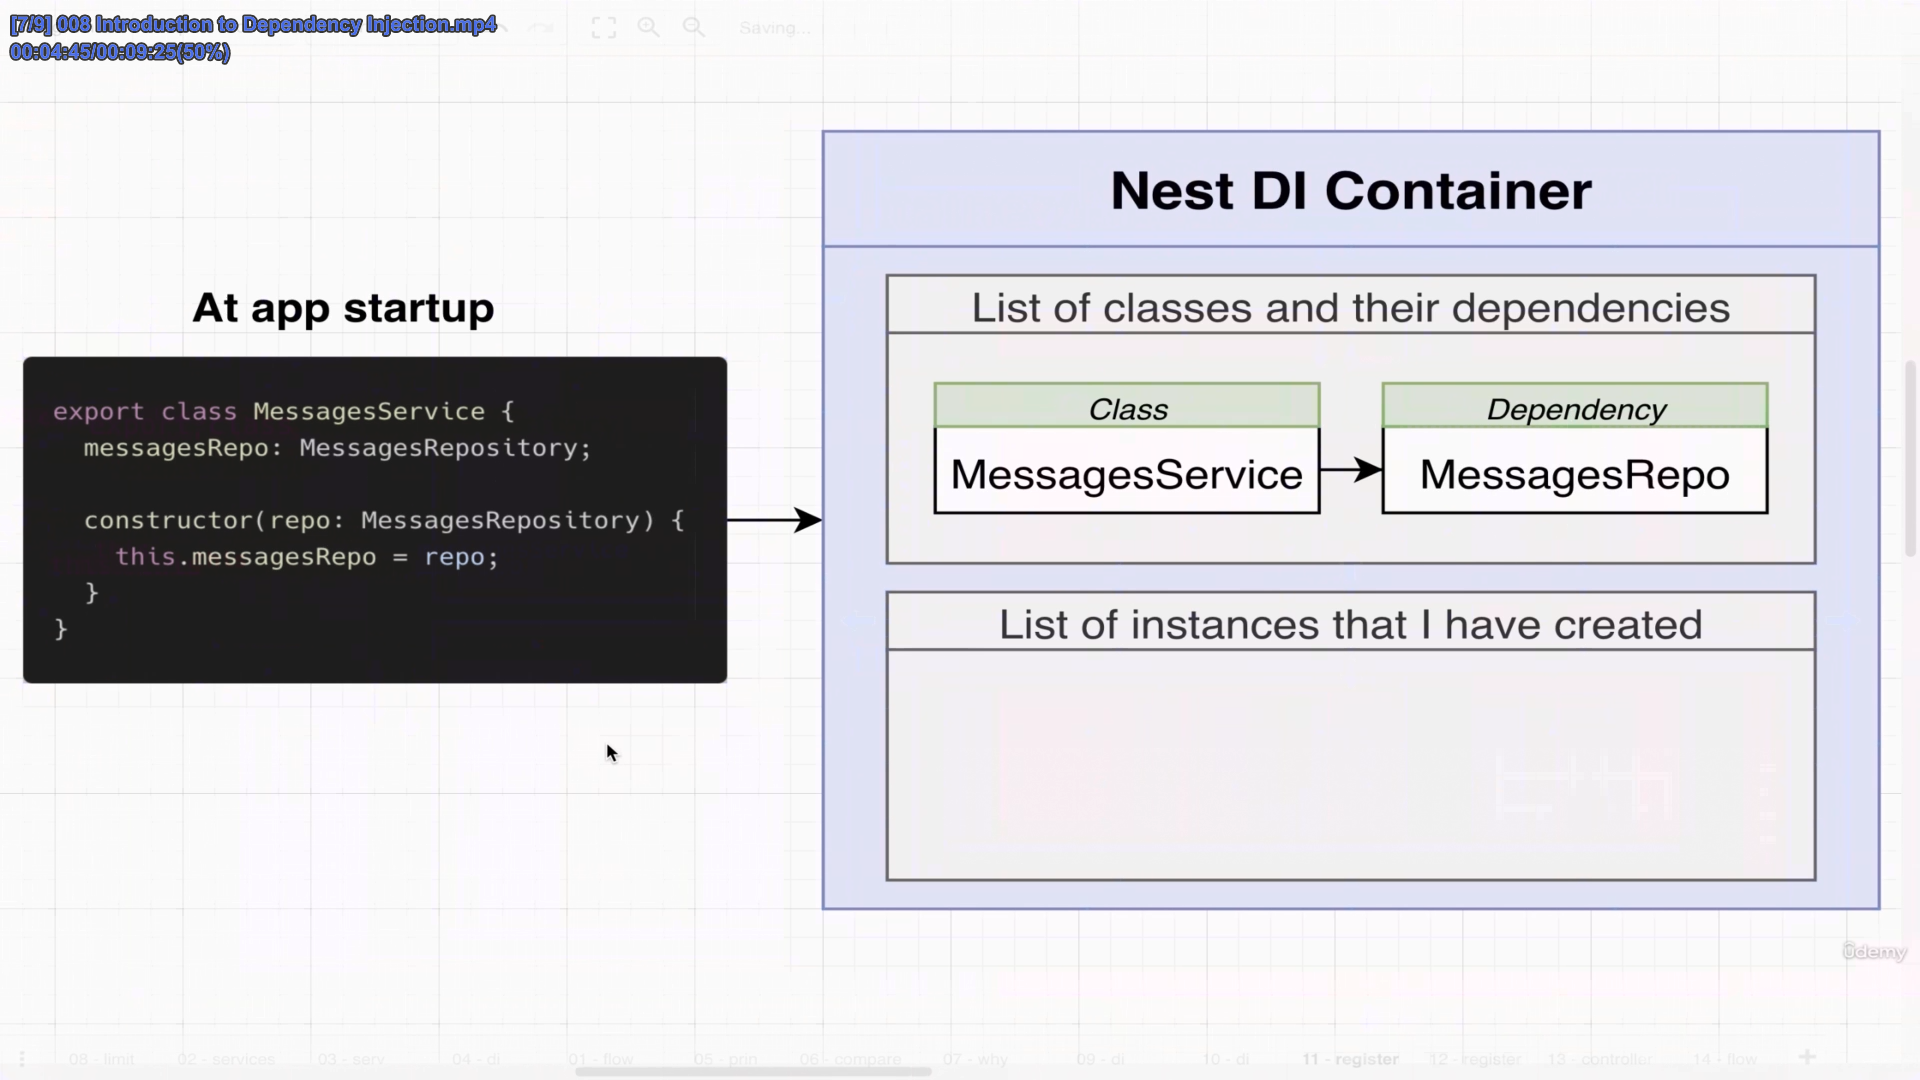 [7/9] 008 Introduction to Dependency Injection.mp4
00:04:45/00:09:25(50%)
Saving...
Nest DI Container
At app startup
List of classes and their dependencies
export class MessagesService {
messagesRepo: MessagesRepository;
constructor(repo: MessagesRepository) {
this.messagesRepo = repo;
}
}
Class
Dependency
MessagesService
MessagesRepo
List of instances that I have created
ûdemy
08 - limit
02 - services
03 - serv
04 - di
01 - flow
05 - prin
06 - compare
07 - why
09 - di
10 - di
11 - register
12 - register
13 - controller
14 - flow